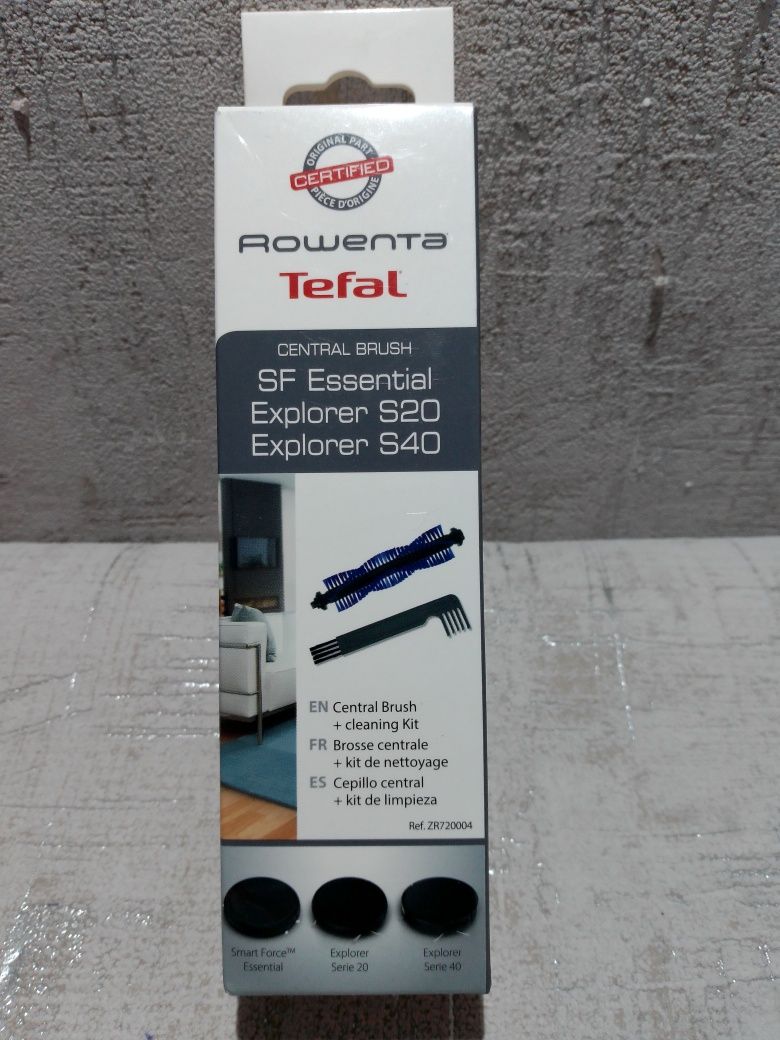 ORIGINAL PART
CERTIFIED
PIÈCE D'ORIGINE
Rowenta
Tefal
CENTRAL BRUSH
SF Essential
Explorer S20
Explorer S40
EN Central Brush
+ cleaning Kit
FR Brosse centrale
+ kit de nettoyage
ES Cepillo central
+ kit de limpieza
Ref. ZR720004
Smart Force™
Essential
Explorer
Serie 20
Explorer
Serie 40